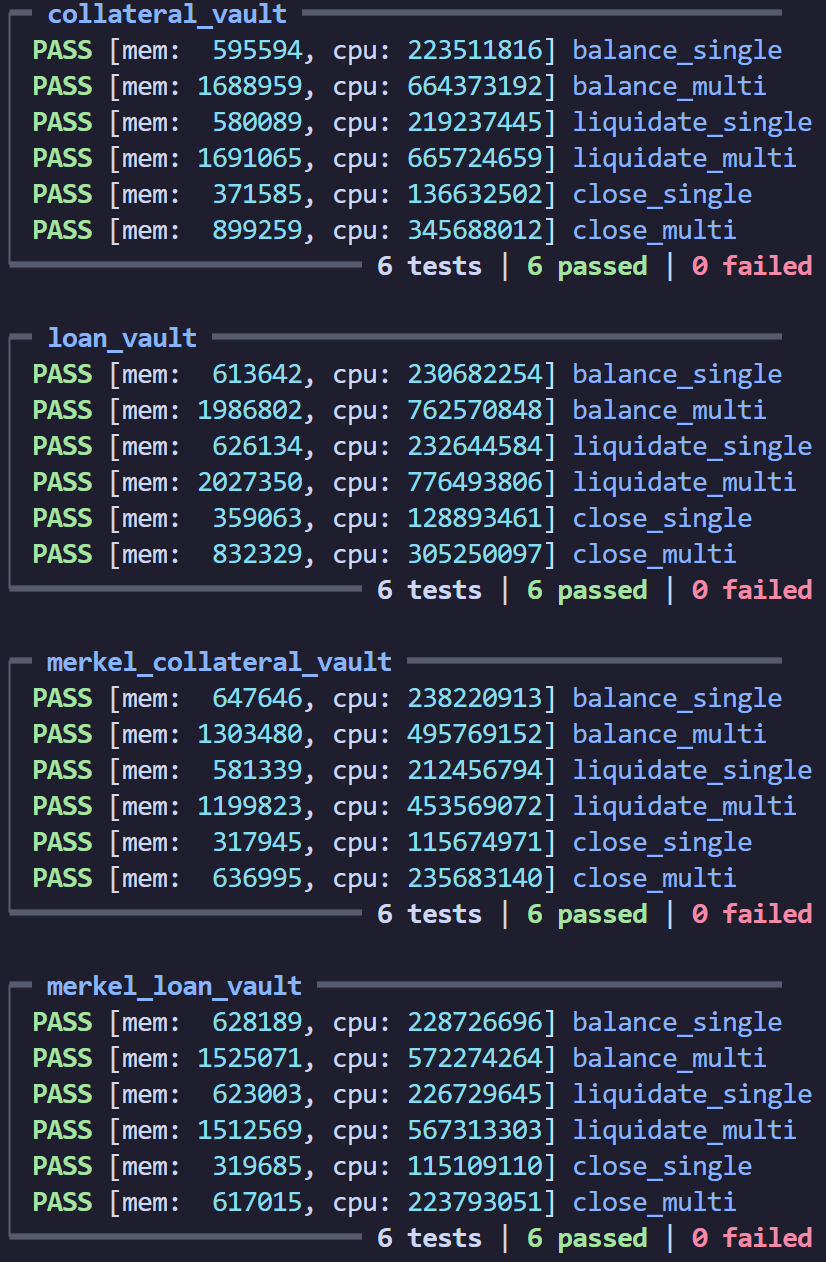 collateral_vault
PASS [mem:  595594, cpu: 223511816] balance_single
PASS [mem: 1688959, cpu: 664373192] balance_multi
PASS [mem:  580089, cpu: 219237445] liquidate_single
PASS [mem: 1691065, cpu: 665724659] liquidate_multi
PASS [mem:  371585, cpu: 136632502] close_single
PASS [mem:  899259, cpu: 345688012] close_multi
6 tests | 6 passed | 0 failed
loan_vault
PASS [mem:  613642, cpu: 230682254] balance_single
PASS [mem: 1986802, cpu: 762570848] balance_multi
PASS [mem:  626134, cpu: 232644584] liquidate_single
PASS [mem: 2027350, cpu: 776493806] liquidate_multi
PASS [mem:  359063, cpu: 128893461] close_single
PASS [mem:  832329, cpu: 305250097] close_multi
6 tests | 6 passed | 0 failed
merkel_collateral_vault
PASS [mem:  647646, cpu: 238220913] balance_single
PASS [mem: 1303480, cpu: 495769152] balance_multi
PASS [mem:  581339, cpu: 212456794] liquidate_single
PASS [mem: 1199823, cpu: 453569072] liquidate_multi
PASS [mem:  317945, cpu: 115674971] close_single
PASS [mem:  636995, cpu: 235683140] close_multi
6 tests | 6 passed | 0 failed
merkel_loan_vault
PASS [mem:  628189, cpu: 228726696] balance_single
PASS [mem: 1525071, cpu: 572274264] balance_multi
PASS [mem:  623003, cpu: 226729645] liquidate_single
PASS [mem: 1512569, cpu: 567313303] liquidate_multi
PASS [mem:  319685, cpu: 115109110] close_single
PASS [mem:  617015, cpu: 223793051] close_multi
6 tests | 6 passed | 0 failed